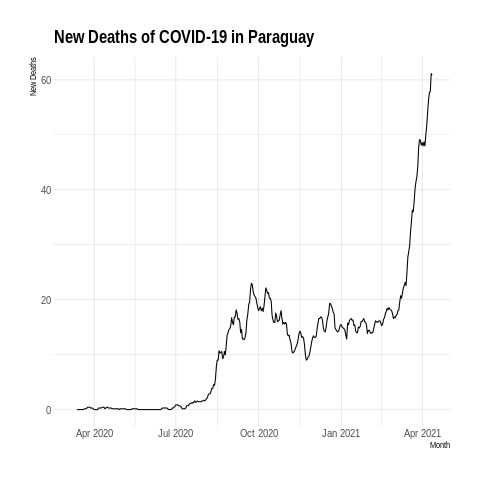 New Deaths of COVID-19 in Paraguay
New Deaths
60
40
20
0
Apr 2020 Jul 2020 Oct 2020 Jan 2021 Apr 2021
Month